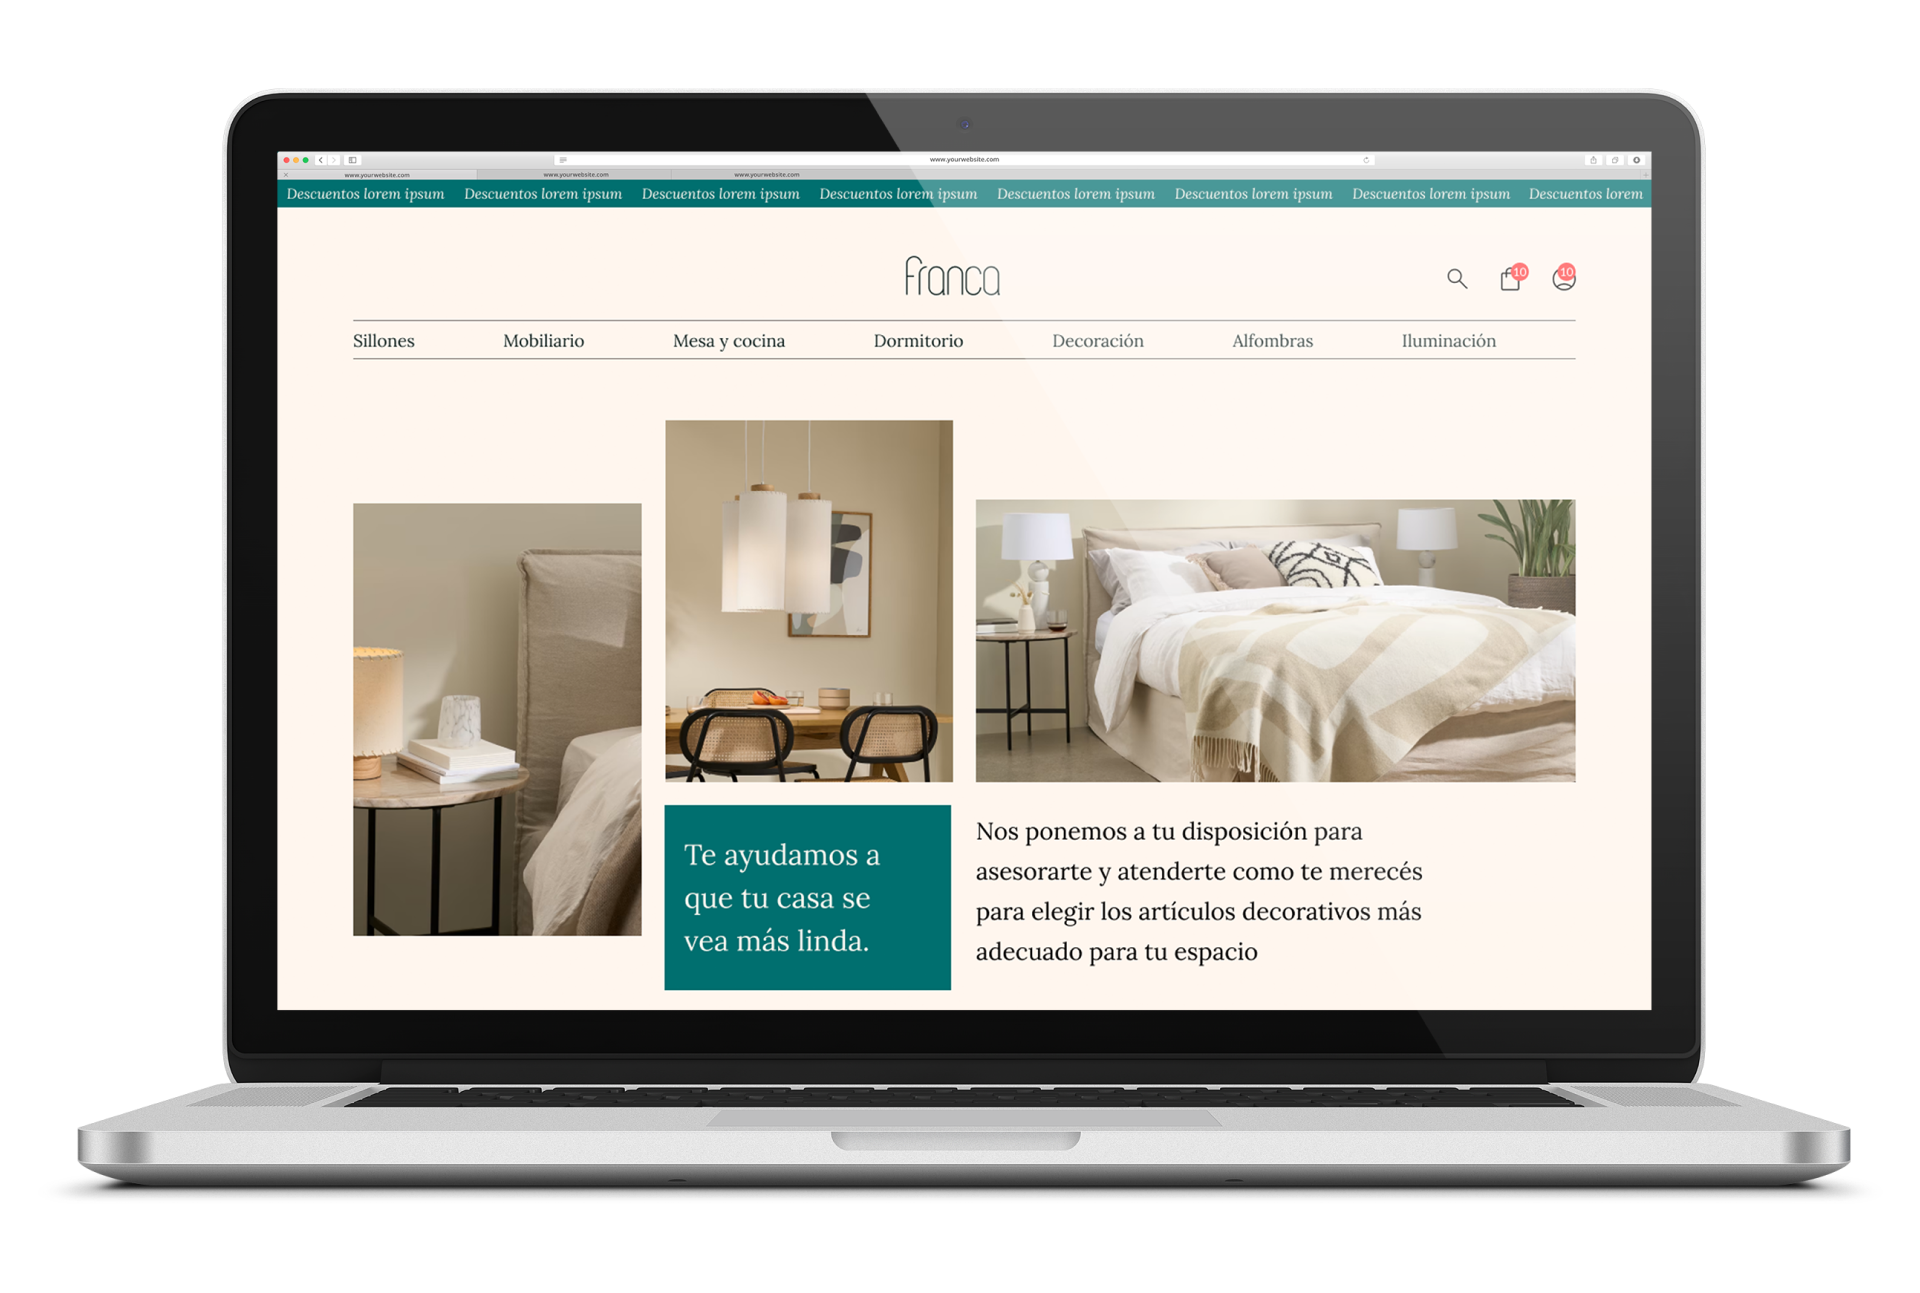 www.yourwebsite.com
www.yourwebsite.com www.yourwebsite.com www.yourwebsite.com
Descuentos lorem ipsum Descuentos lorem ipsum Descuentos lorem ipsum Descuentos lorem ipsum Descuentos lorem ipsum Descuentos lorem ipsum Descuentos lorem ipsum Descuentos lorem
franca
10 10
Sillones Mobiliario Mesa y cocina Dormitorio Decoración Alfombras Iluminación
Te ayudamos a
que tu casa se
vea más linda.
Nos ponemos a tu disposición para
asesorarte y atenderte como te merecés
para elegir los artículos decorativos más
adecuado para tu espacio